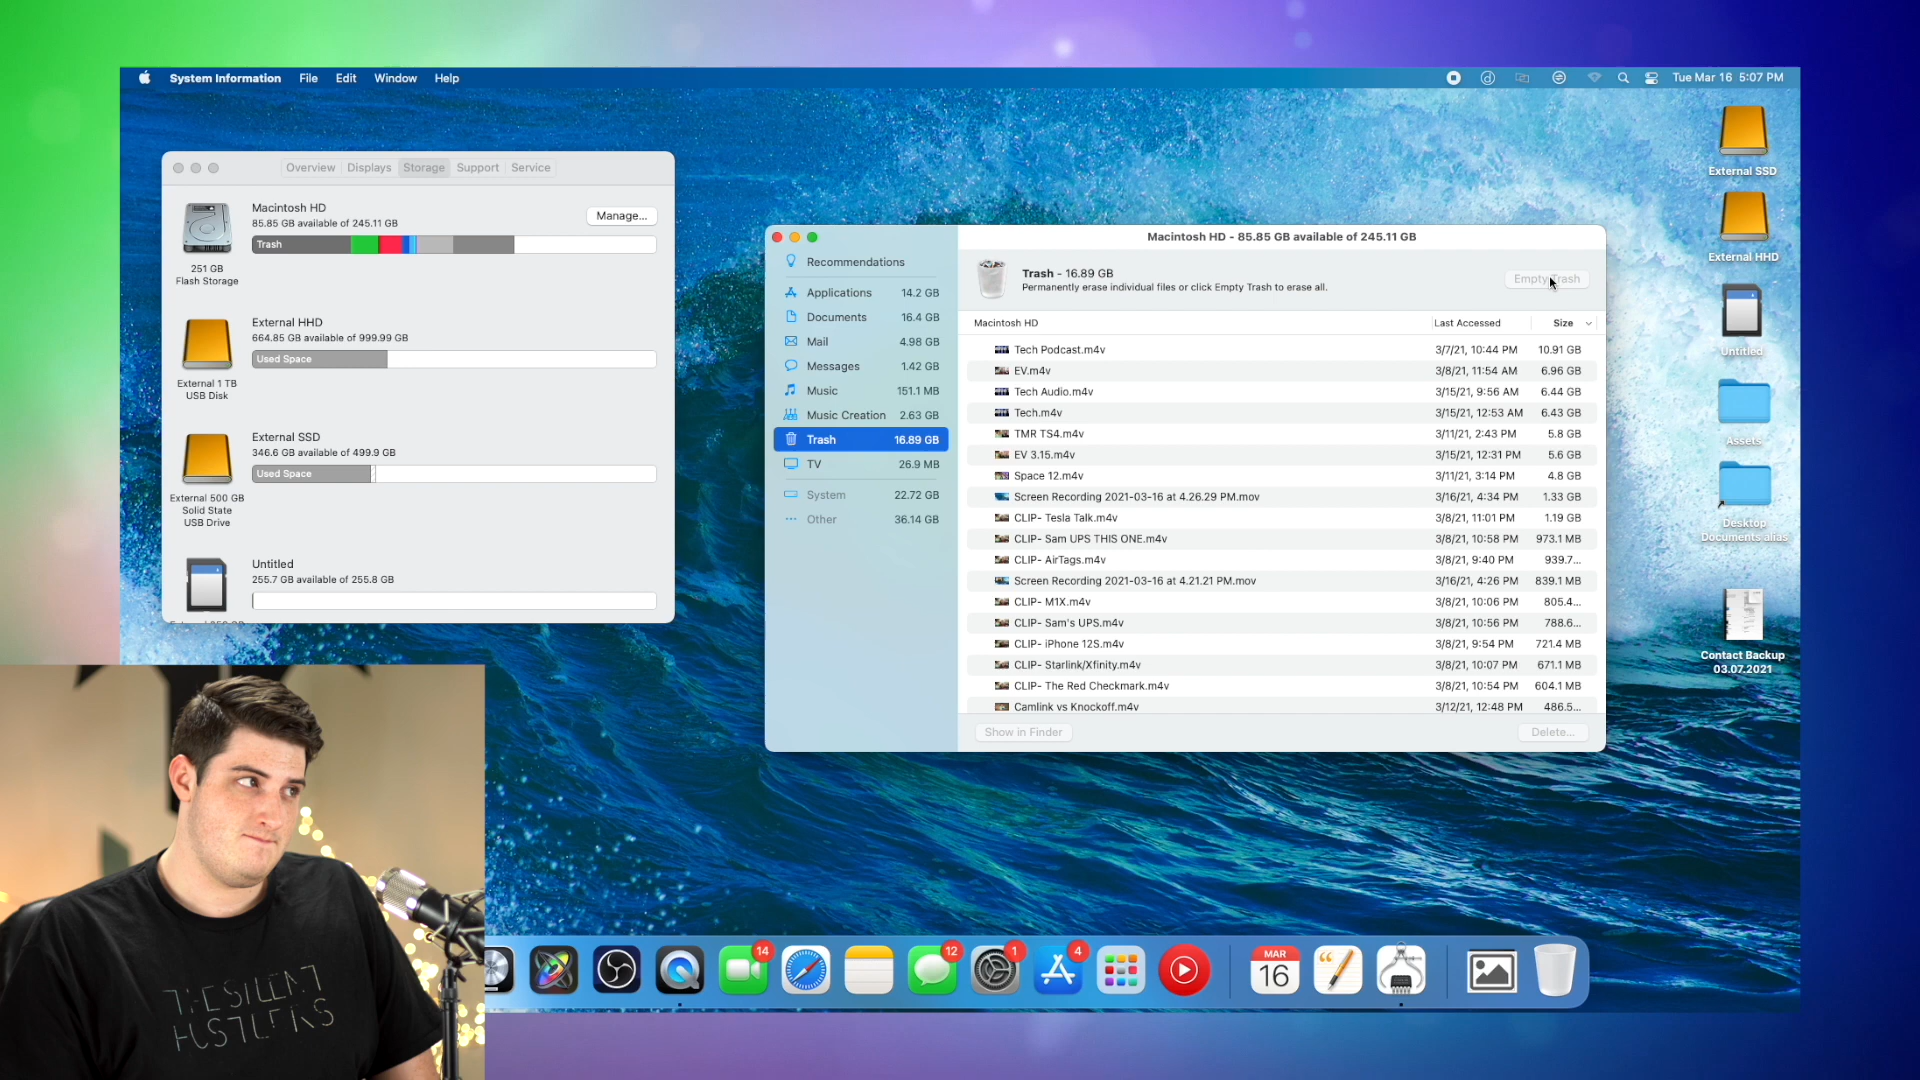 System Information File Edit Window Help
Tue Mar 16 5:07 PM
Overview Displays Storage Support Service
Macintosh HD
85.85 GB available of 245.11 GB
Manage...
Trash
251 GB
Flash Storage
External HHD
664.85 GB available of 999.99 GB
Used Space
External 1 TB
USB Disk
External SSD
346.6 GB available of 499.9 GB
Used Space
External 500 GB
Solid State
USB Drive
Untitled
255.7 GB available of 255.8 GB
Macintosh HD - 85.85 GB available of 245.11 GB
Recommendations
Applications 14.2 GB
Documents 16.4 GB
Mail 4.98 GB
Messages 1.42 GB
Music 151.1 MB
Music Creation 2.63 GB
Trash 16.89 GB
TV 26.9 MB
System 22.72 GB
Other 36.14 GB
Trash - 16.89 GB
Permanently erase individual files or click Empty Trash to erase all.
Empty Trash
Macintosh HD Last Accessed Size
Tech Podcast.m4v 3/7/21, 10:44 PM 10.91 GB
EV.m4v 3/8/21, 11:54 AM 6.96 GB
Tech Audio.m4v 3/15/21, 9:56 AM 6.44 GB
Tech.m4v 3/15/21, 12:53 AM 6.43 GB
TMR TS4.m4v 3/11/21, 2:43 PM 5.8 GB
EV 3.15.m4v 3/15/21, 12:31 PM 5.6 GB
Space 12.m4v 3/11/21, 3:14 PM 4.8 GB
Screen Recording 2021-03-16 at 4.26.29 PM.mov 3/16/21, 4:34 PM 1.33 GB
CLIP- Tesla Talk.m4v 3/8/21, 11:01 PM 1.19 GB
CLIP- Sam UPS THIS ONE.m4v 3/8/21, 10:58 PM 973.1 MB
CLIP- AirTags.m4v 3/8/21, 9:40 PM 939.7...
Screen Recording 2021-03-16 at 4.21.21 PM.mov 3/16/21, 4:26 PM 839.1 MB
CLIP- M1X.m4v 3/8/21, 10:06 PM 805.4...
CLIP- Sam's UPS.m4v 3/8/21, 10:56 PM 788.6...
CLIP- iPhone 12S.m4v 3/8/21, 9:54 PM 721.4 MB
CLIP- Starlink/Xfinity.m4v 3/8/21, 10:07 PM 671.1 MB
CLIP- The Red Checkmark.m4v 3/8/21, 10:54 PM 604.1 MB
Camlink vs Knockoff.m4v 3/12/21, 12:48 PM 486.5...
Show in Finder
Delete...
External SSD
External HHD
Untitled
Assets
Desktop
Documents alias
Contact Backup
03.07.2021
THE SILENT
HUSTLERS
14
12
1
4
MAR
16